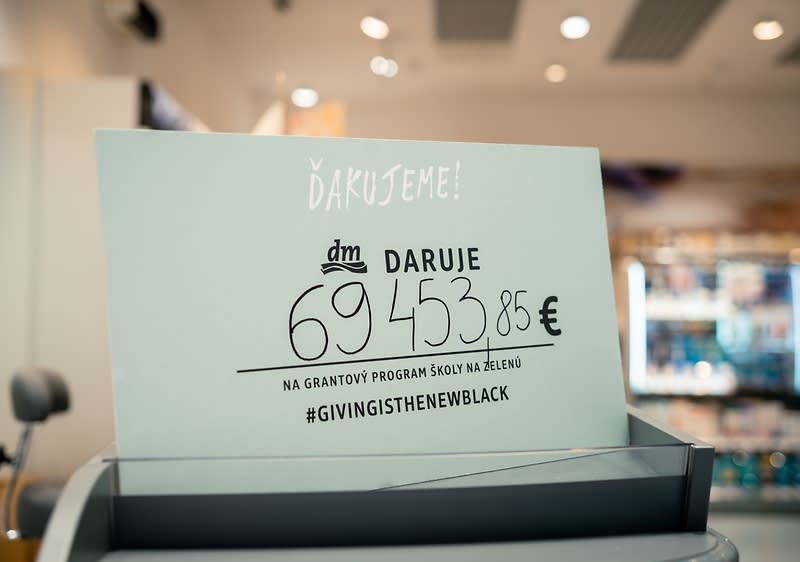 ĎAKUJEME!
dm DARUJE
69 453,85 €
NA GRANTOVÝ PROGRAM ŠKOLY NA ZELENÚ
#GIVINGISTHENEWBLACK